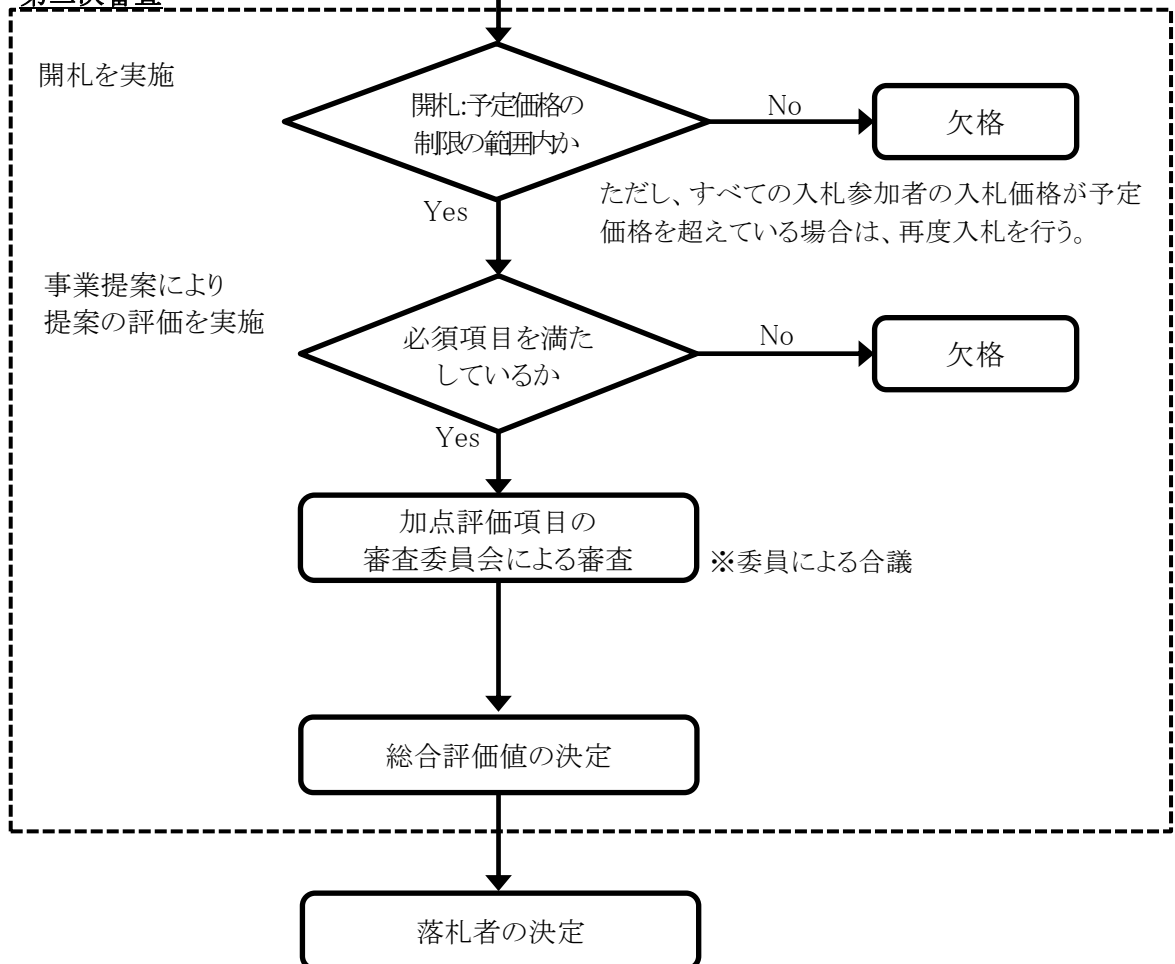 開札を実施
開札:予定価格の
制限の範囲内か
No
欠格
ただし、すべての入札参加者の入札価格が予定
価格を超えている場合は、再度入札を行う。
Yes
事業提案により
提案の評価を実施
必須項目を満た
しているか
No
欠格
Yes
加点評価項目の
審査委員会による審査
※委員による合議
総合評価値の決定
落札者の決定